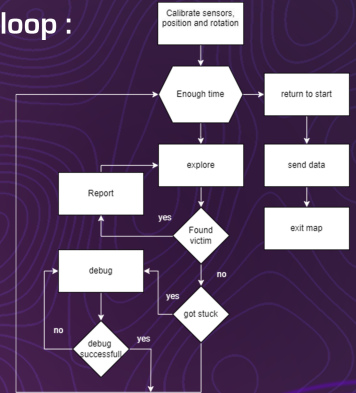 loop :
Calibrate sensors,
position and rotation
Enough time
return to start
explore
send data
Report
yes
Found
victim
exit map
no
debug
yes
got stuck
no
debug
successfull
yes